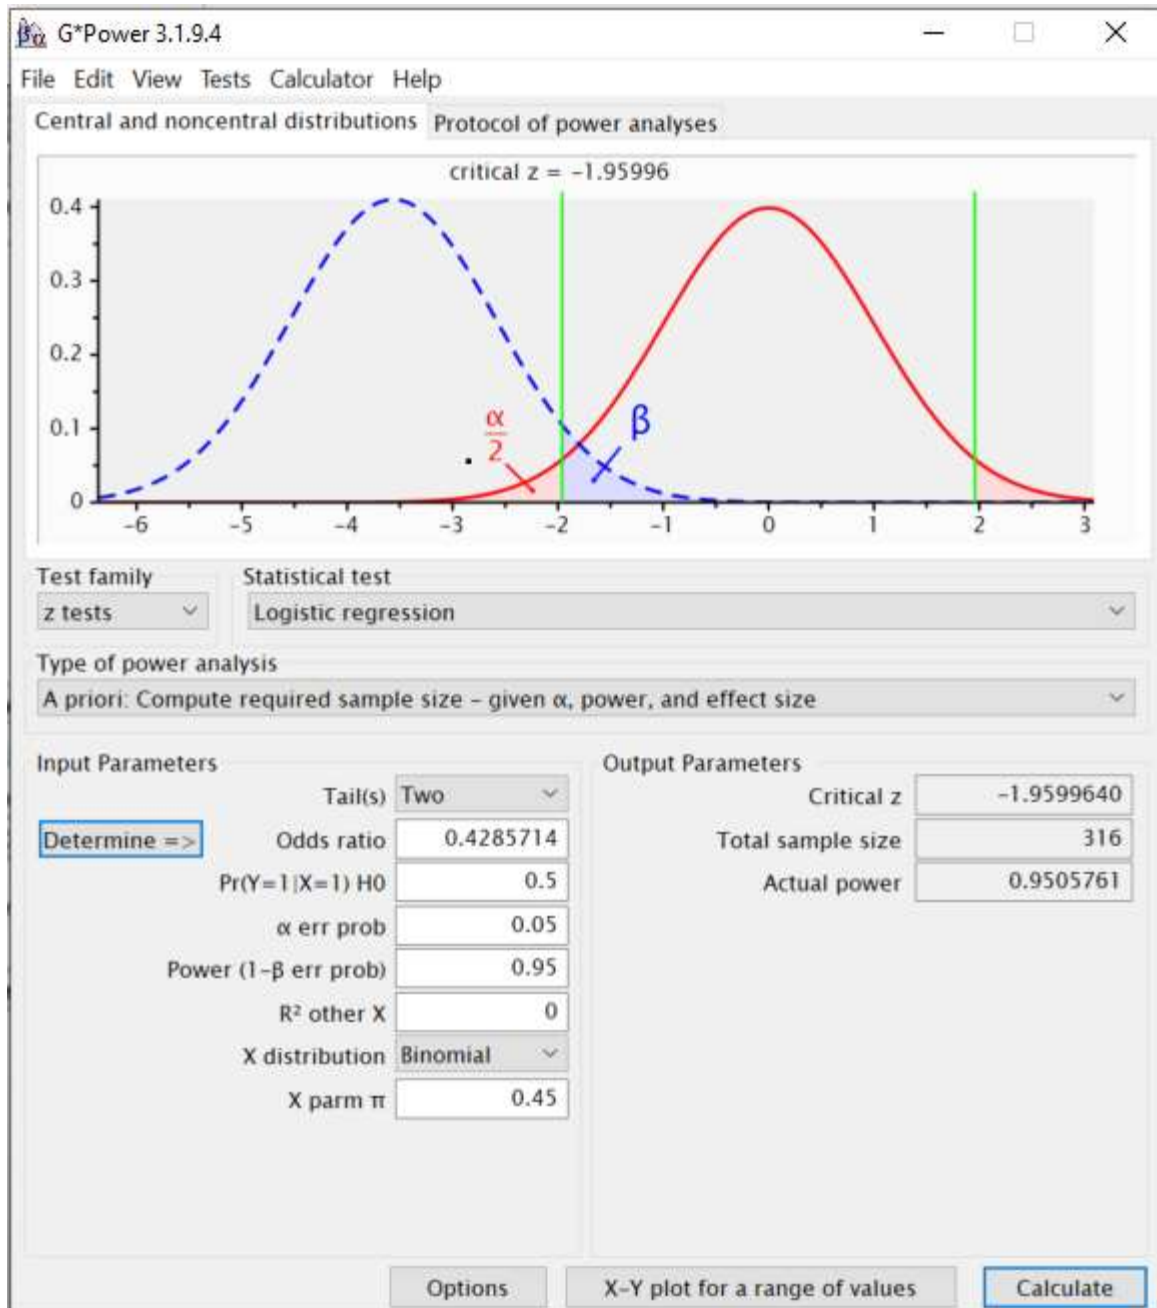 G*Power 3.1.9.4
File Edit View Tests Calculator Help
Central and noncentral distributions Protocol of power analyses
critical z = -1.95996
0.4
0.3
0.2
0.1
0
α
2
β
-6 -5 -4 -3 -2 -1 0 1 2 3
Test family Statistical test
z tests Logistic regression
Type of power analysis
A priori: Compute required sample size - given α, power, and effect size
Input Parameters Output Parameters
Tail(s) Two Critical z -1.9599640
Determine => Odds ratio 0.4285714 Total sample size 316
Pr(Y=1|X=1) H0 0.5 Actual power 0.9505761
α err prob 0.05
Power (1-β err prob) 0.95
R² other X 0
X distribution Binomial
X parm π 0.45
Options X-Y plot for a range of values Calculate